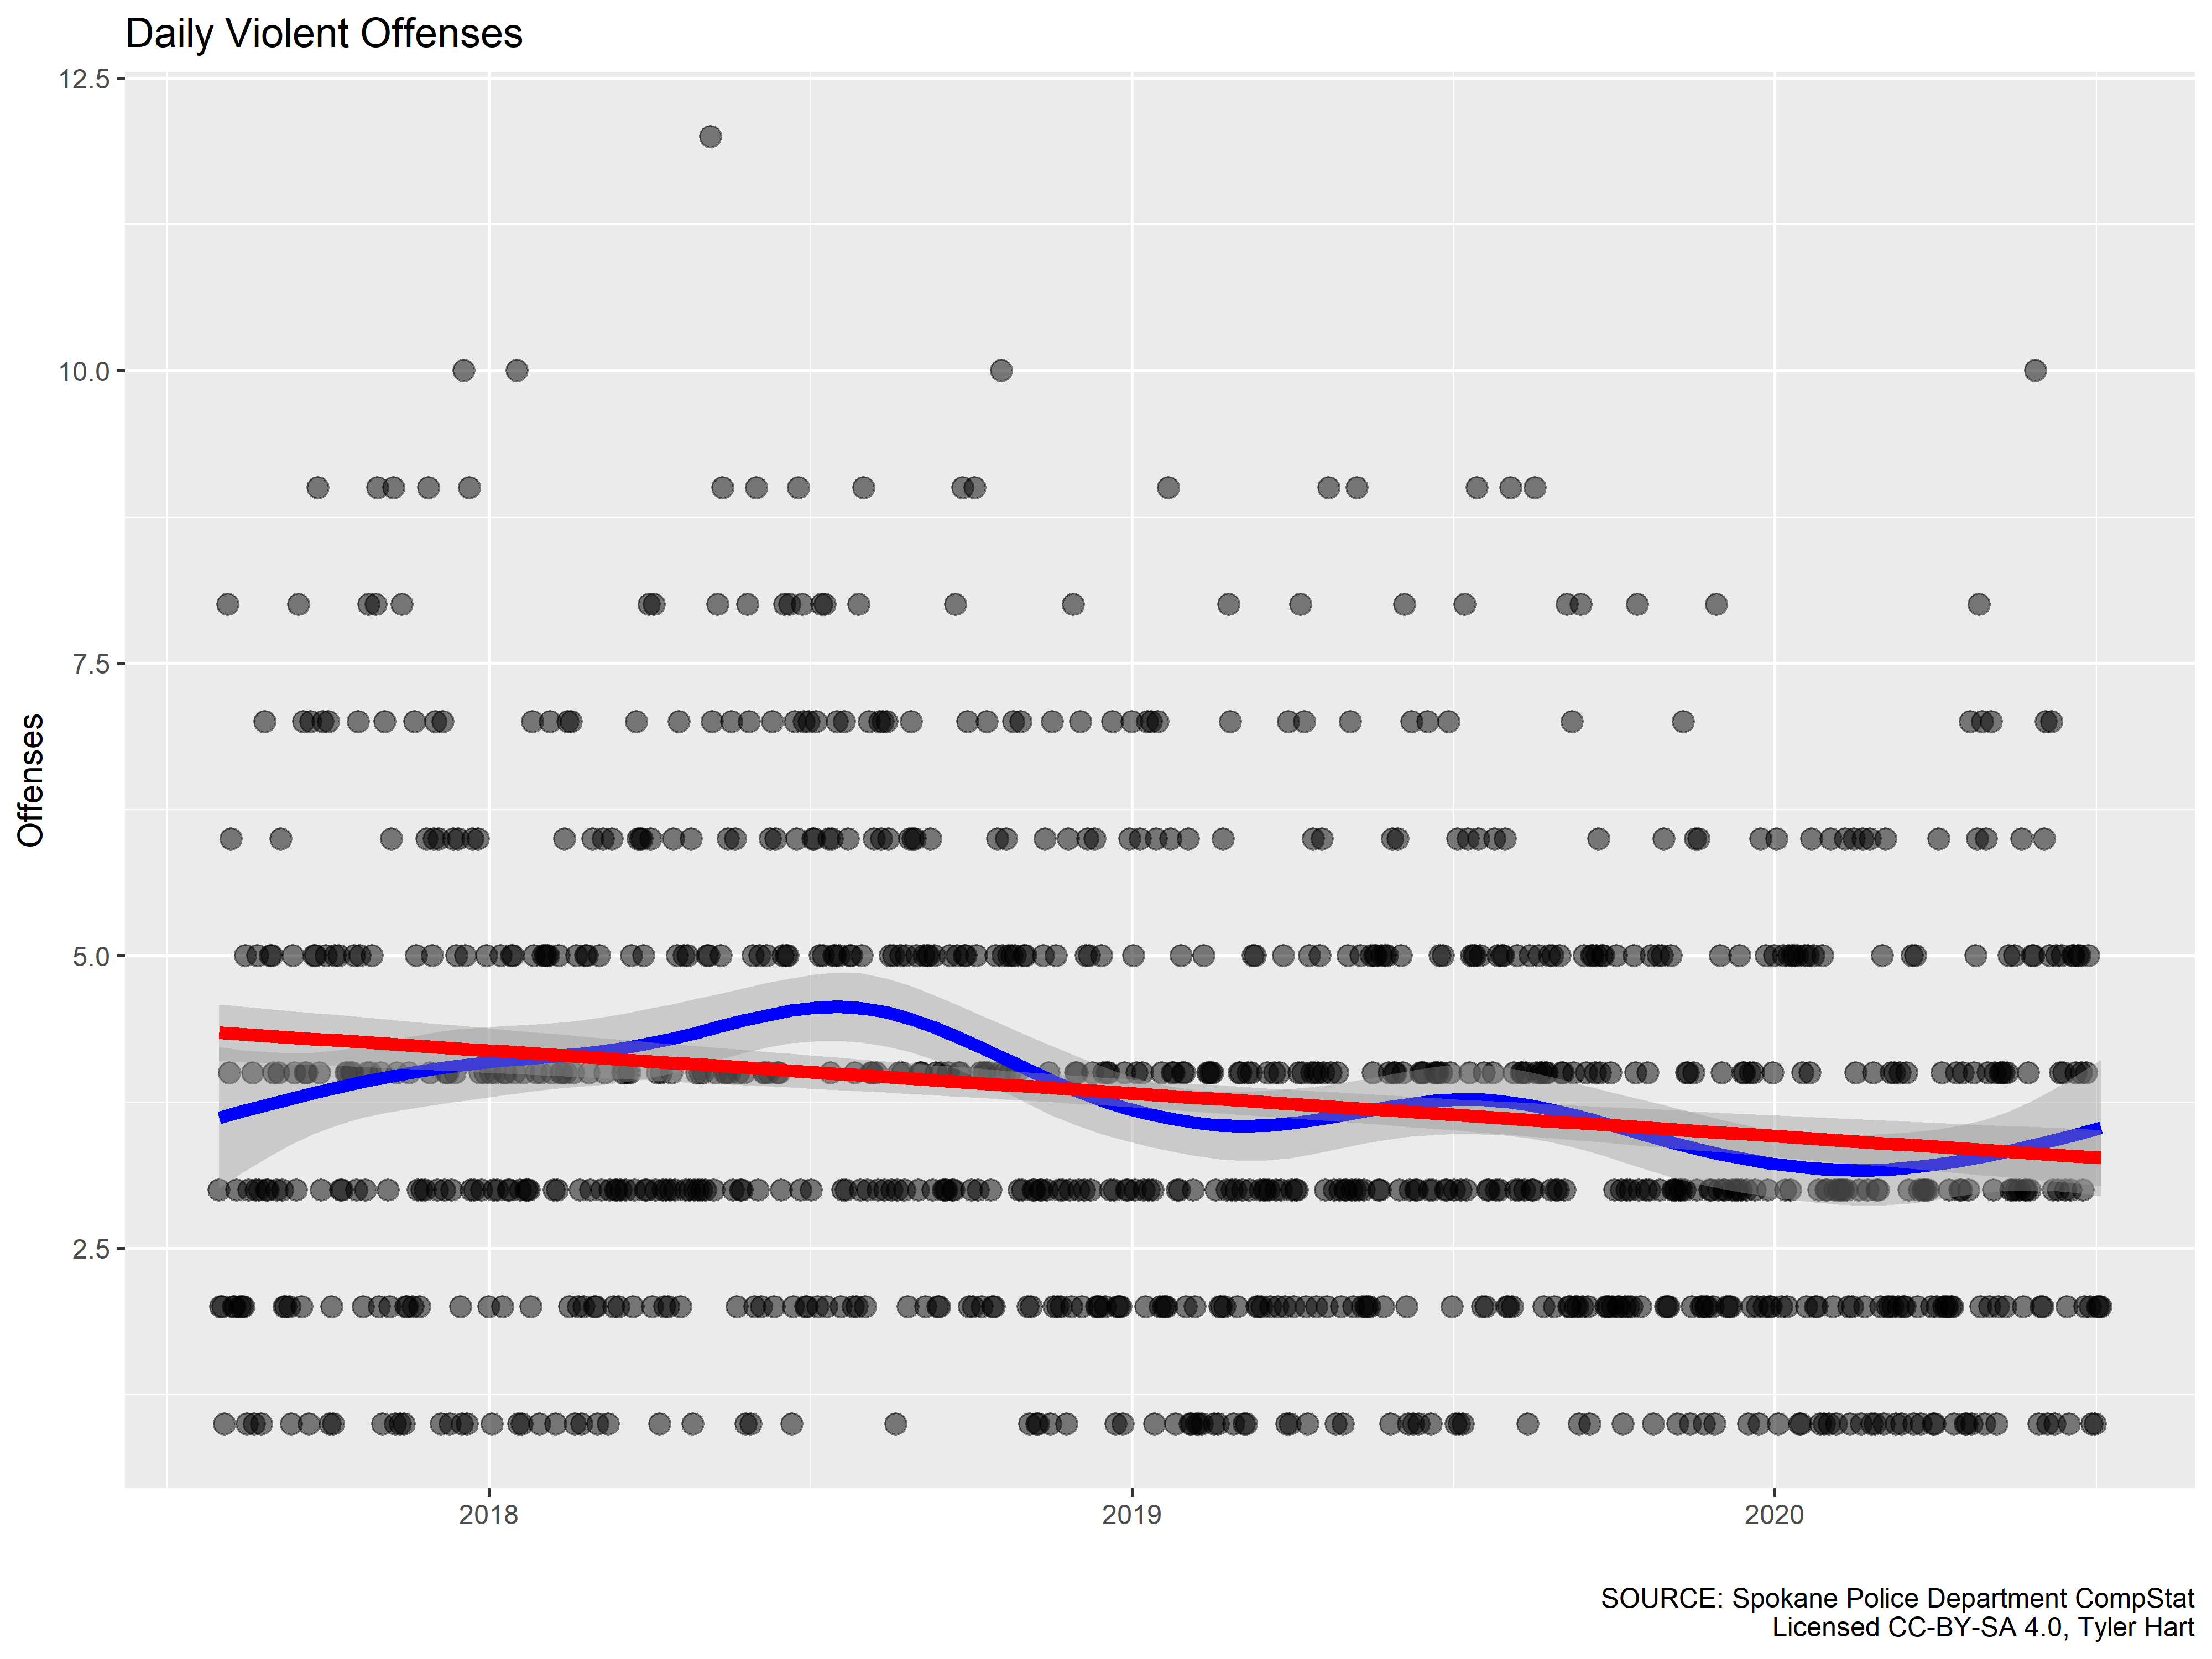 Daily Violent Offenses
12.5
10.0
7.5
5.0
2.5
Offenses
2018 2019 2020
SOURCE: Spokane Police Department CompStat
Licensed CC-BY-SA 4.0, Tyler Hart